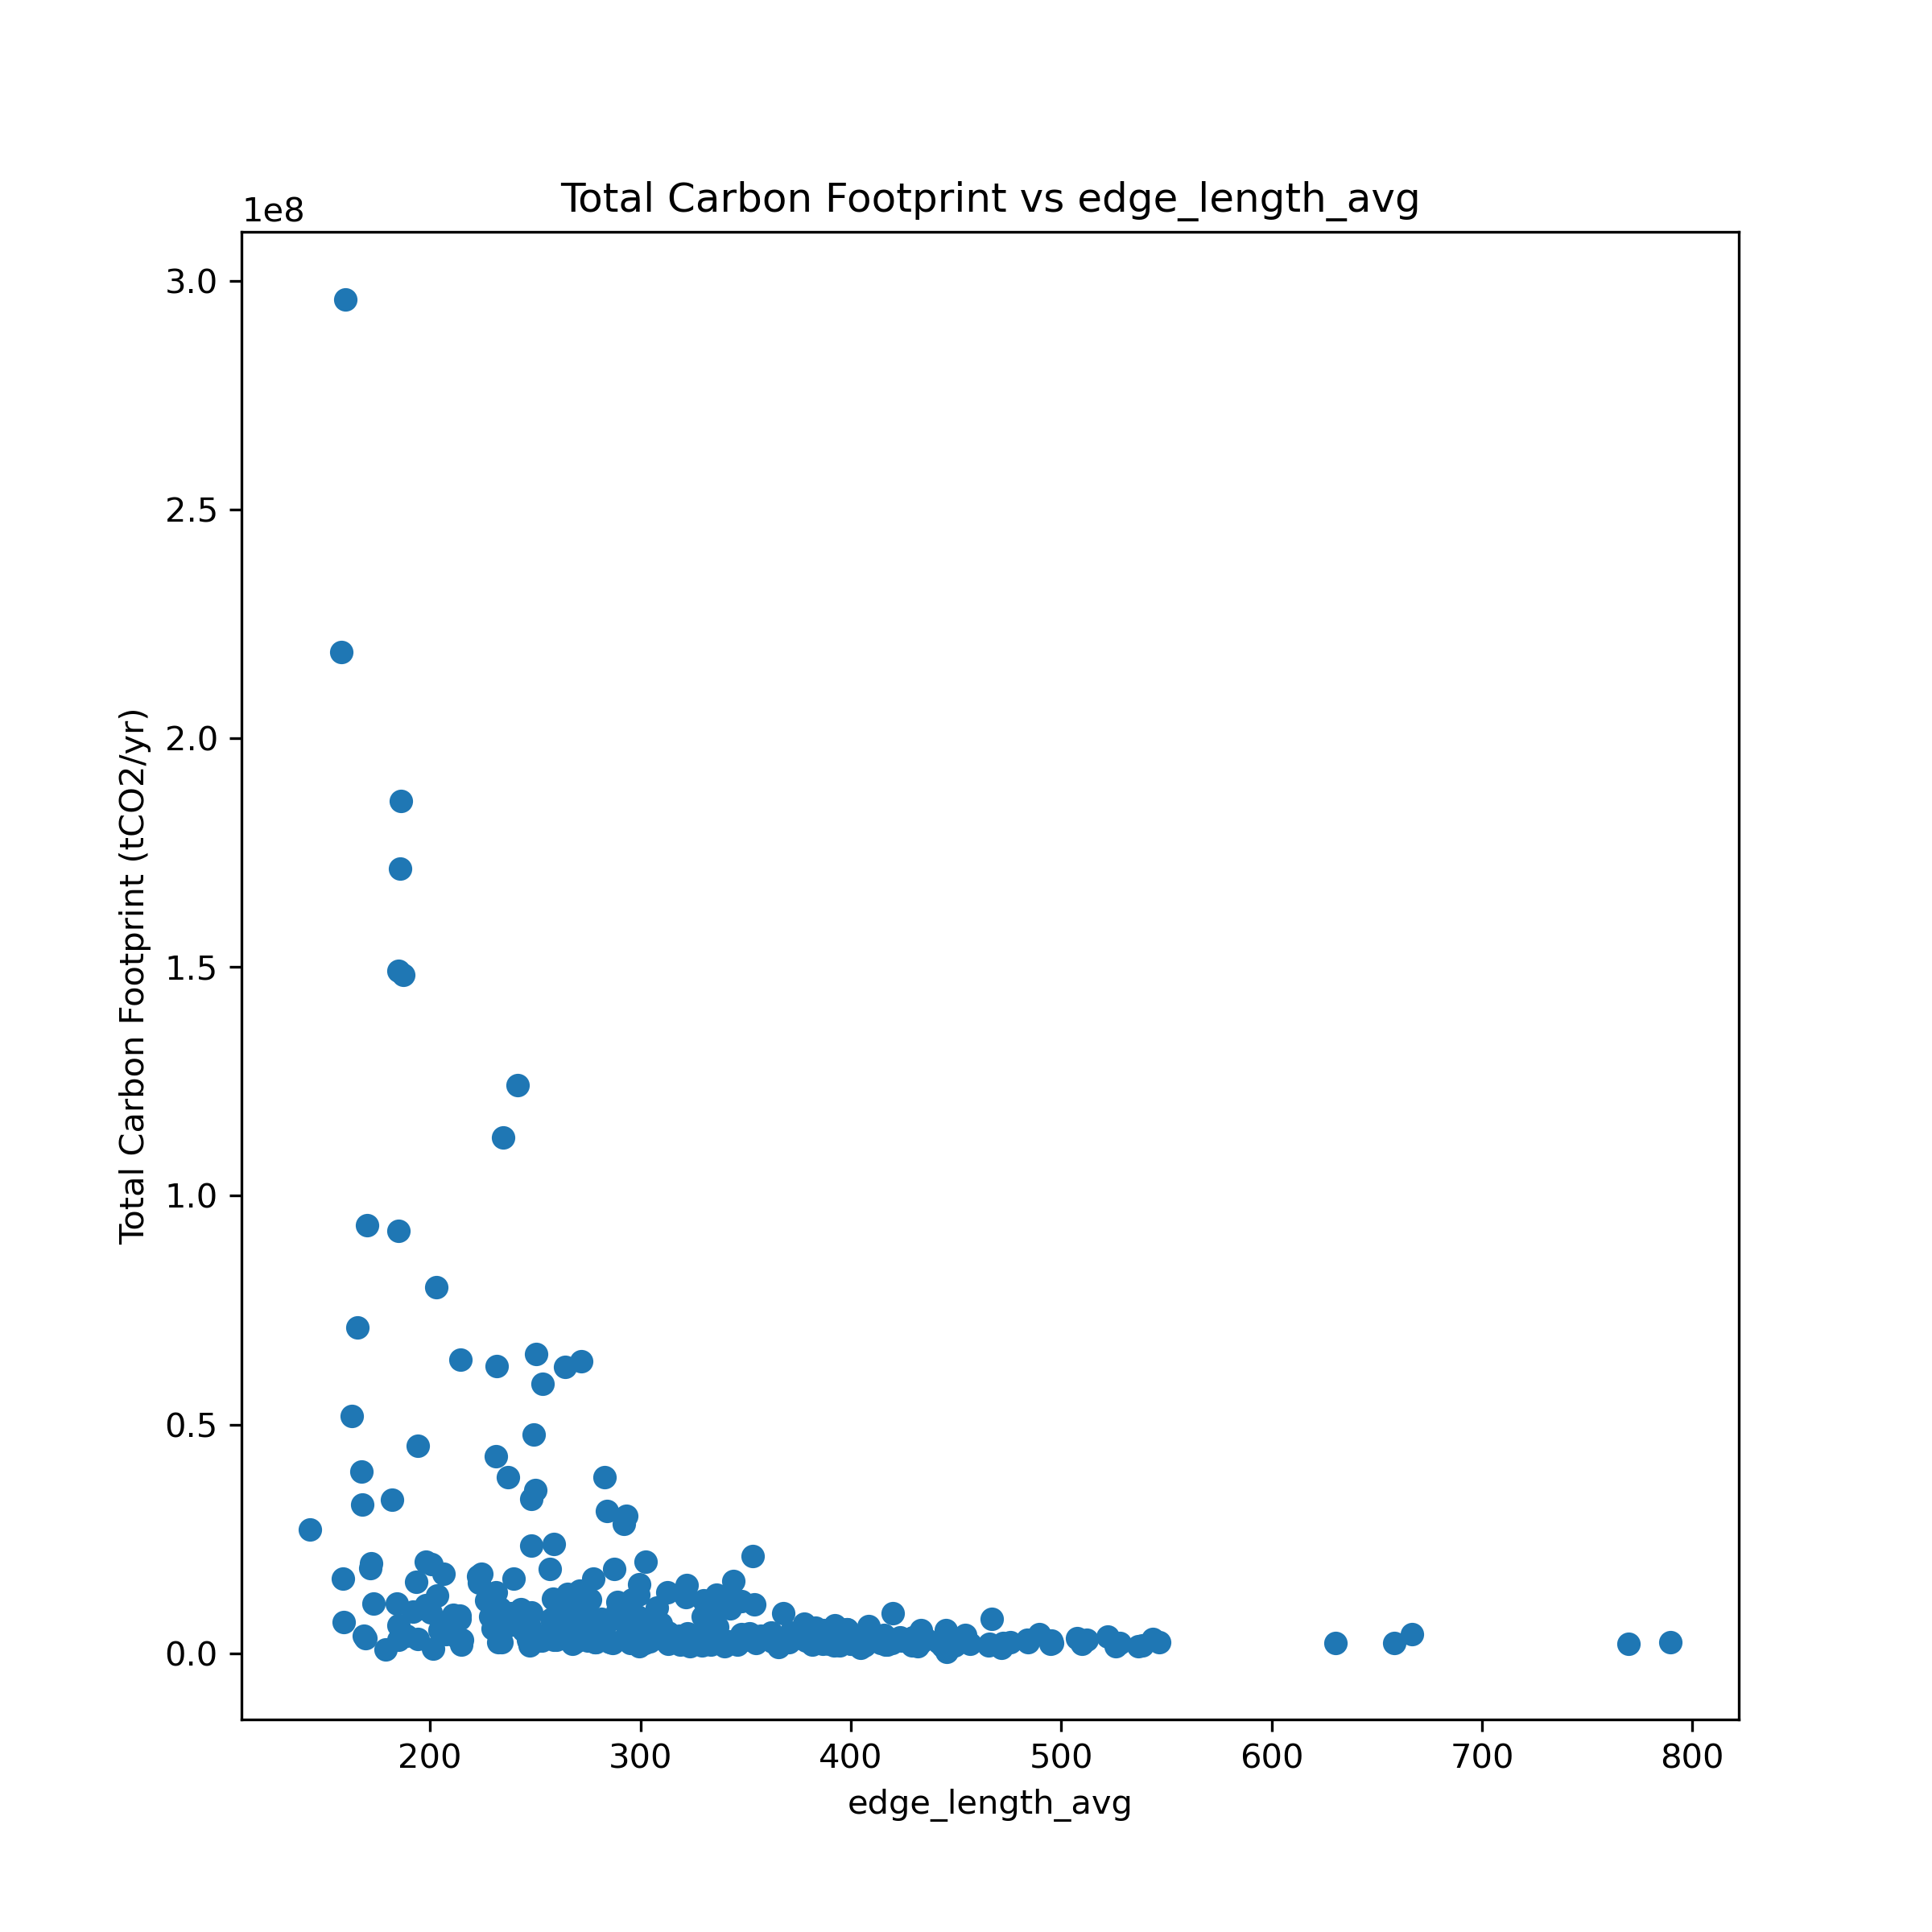 Total Carbon Footprint vs edge_length_avg
1e8
3.0
2.5
2.0
1.5
1.0
0.5
0.0
Total Carbon Footprint (tCO2/yr)
200 300 400 500 600 700 800
edge_length_avg